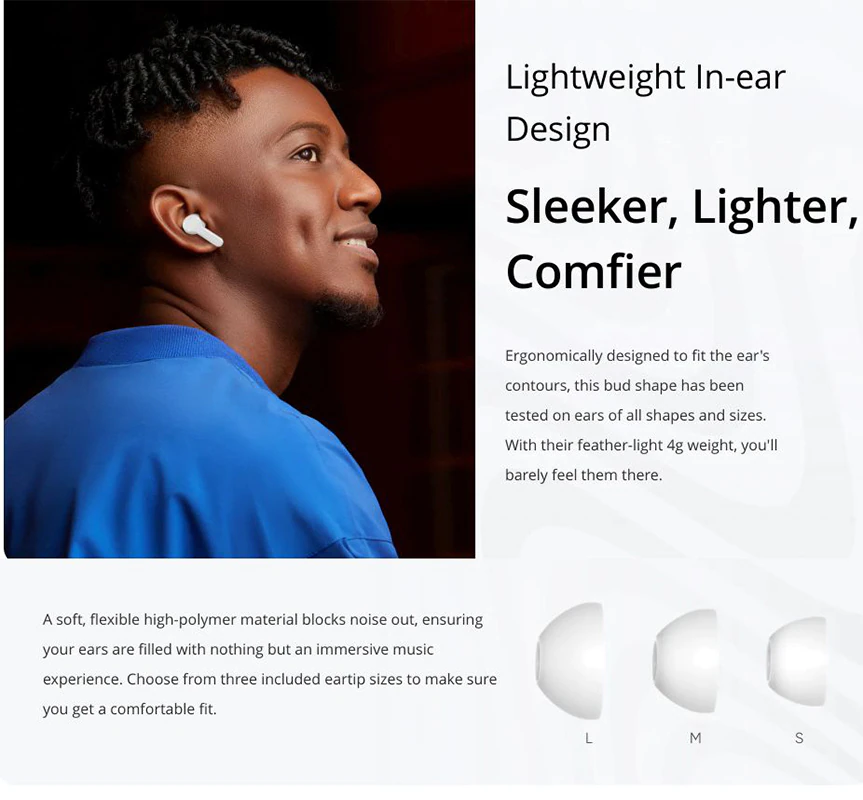 Lightweight In-ear
Design
Sleeker, Lighter,
Comfier
Ergonomically designed to fit the ear's
contours, this bud shape has been
tested on ears of all shapes and sizes.
With their feather-light 4g weight, you'll
barely feel them there.
A soft, flexible high-polymer material blocks noise out, ensuring
your ears are filled with nothing but an immersive music
experience. Choose from three included eartip sizes to make sure
you get a comfortable fit.
L
M
S